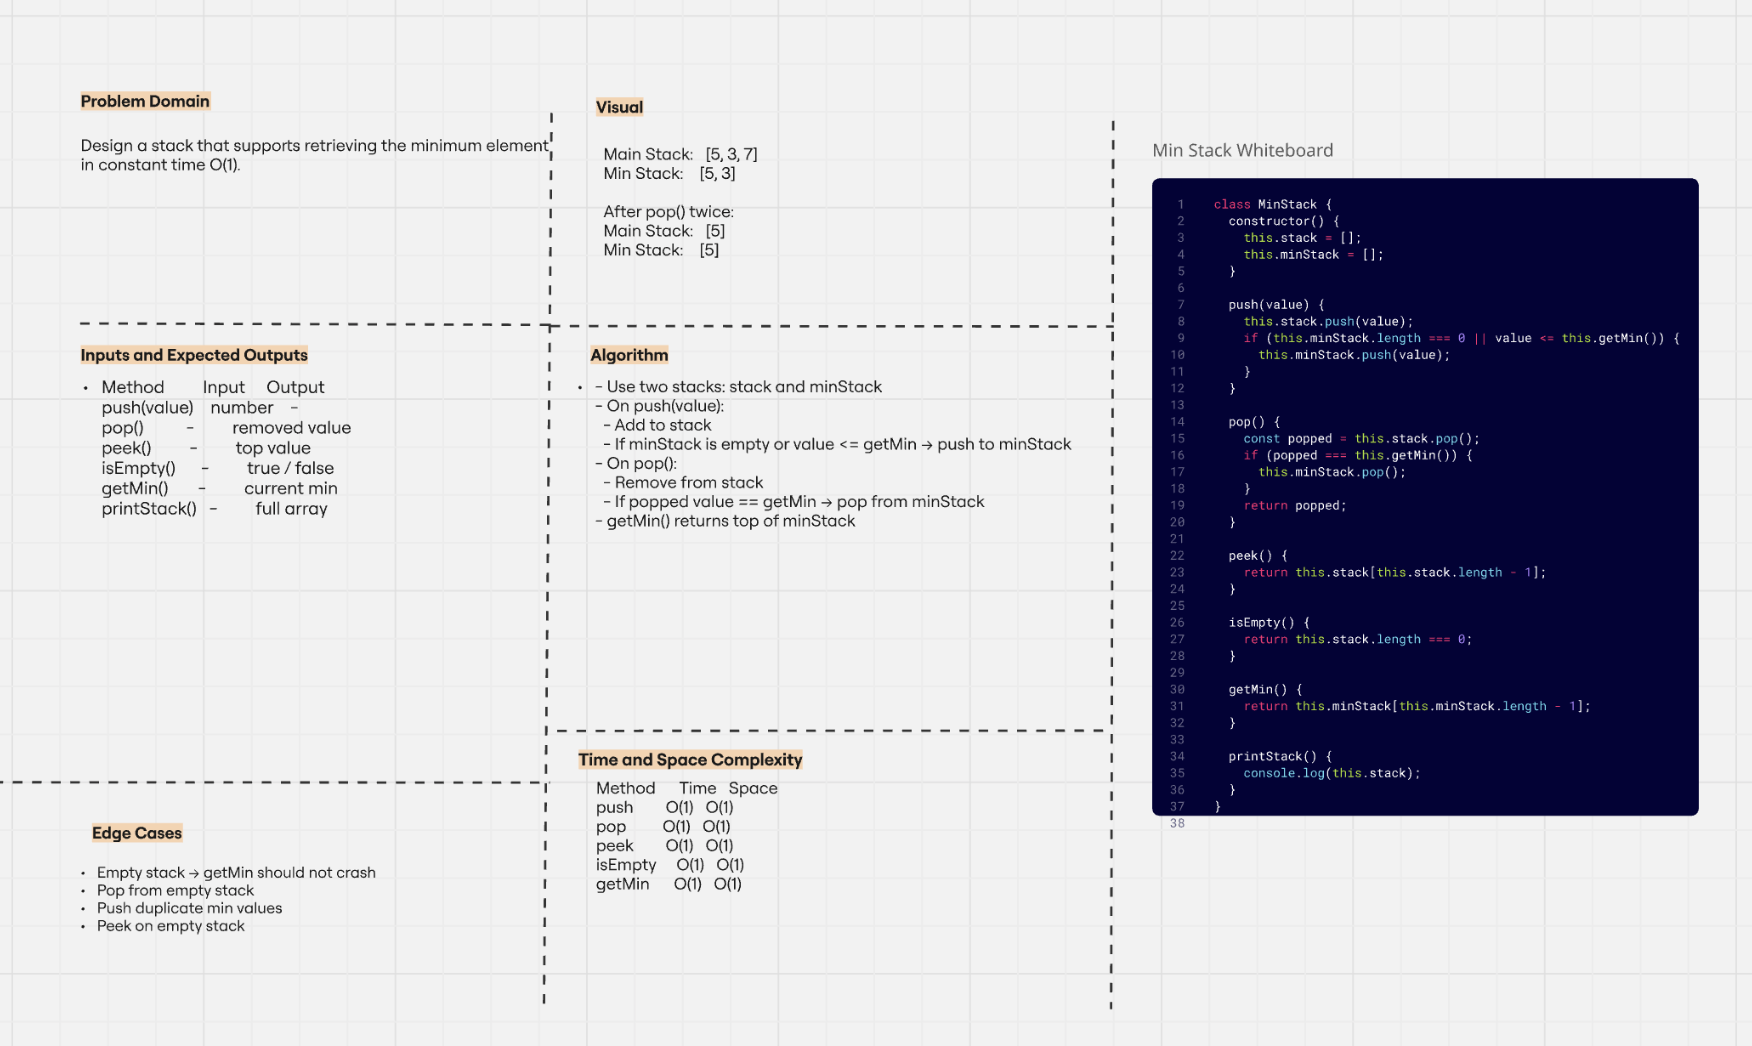 Problem Domain
Design a stack that supports retrieving the minimum element
in constant time O(1).
Visual
Main Stack: [5, 3, 7]
Min Stack: [5, 3]
After pop() twice:
Main Stack: [5]
Min Stack: [5]
Inputs and Expected Outputs
• Method Input Output
push(value) number -
pop() - removed value
peek() - top value
isEmpty() - true / false
getMin() - current min
printStack() - full array
Algorithm
• - Use two stacks: stack and minStack
- On push(value):
- Add to stack
- If minStack is empty or value <= getMin → push to minStack
- On pop():
- Remove from stack
- If popped value == getMin → pop from minStack
- getMin() returns top of minStack
Edge Cases
• Empty stack → getMin should not crash
• Pop from empty stack
• Push duplicate min values
• Peek on empty stack
Time and Space Complexity
Method Time Space
push O(1) O(1)
pop O(1) O(1)
peek O(1) O(1)
isEmpty O(1) O(1)
getMin O(1) O(1)
Min Stack Whiteboard
1 class MinStack {
2 constructor() {
3 this.stack = [];
4 this.minStack = [];
5 }
6
7 push(value) {
8 this.stack.push(value);
9 if (this.minStack.length === 0 || value <= this.getMin()) {
10 this.minStack.push(value);
11 }
12 }
13
14 pop() {
15 const popped = this.stack.pop();
16 if (popped === this.getMin()) {
17 this.minStack.pop();
18 }
19 return popped;
20 }
21
22 peek() {
23 return this.stack[this.stack.length - 1];
24 }
25
26 isEmpty() {
27 return this.stack.length === 0;
28 }
29
30 getMin() {
31 return this.minStack[this.minStack.length - 1];
32 }
33
34 printStack() {
35 console.log(this.stack);
36 }
37 }
38